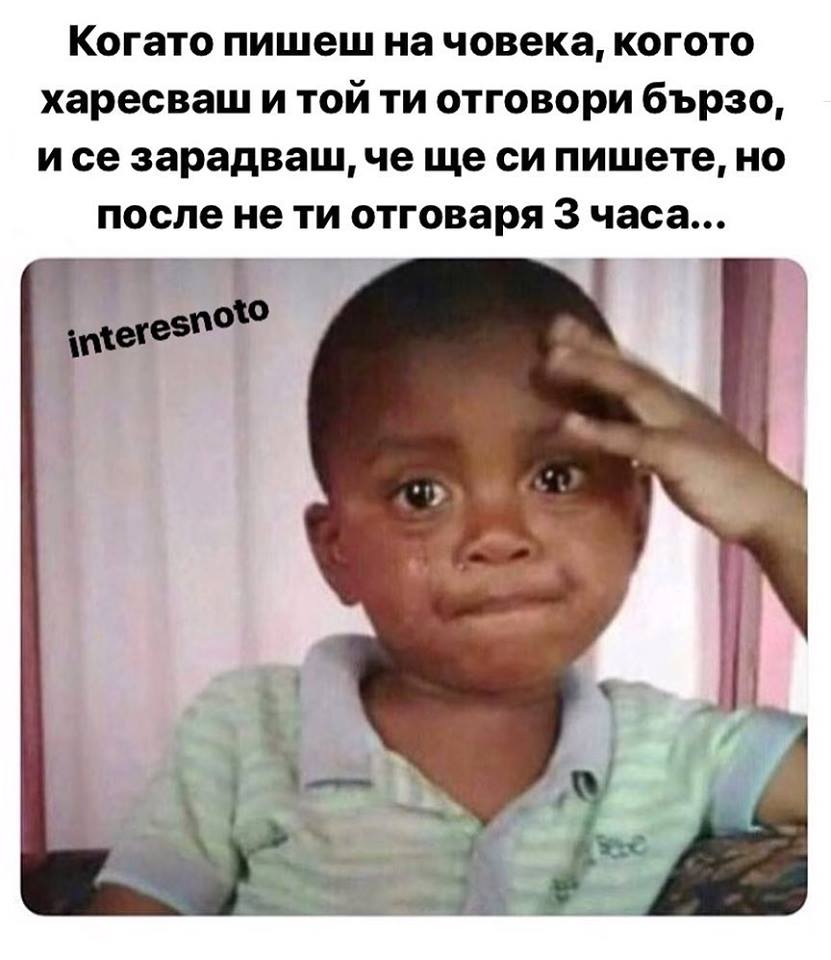 Когато пишеш на човека, когото
харесваш и той ти отговори бързо,
и се зарадваш, че ще си пишете, но
после не ти отговаря 3 часа...
interesnoto